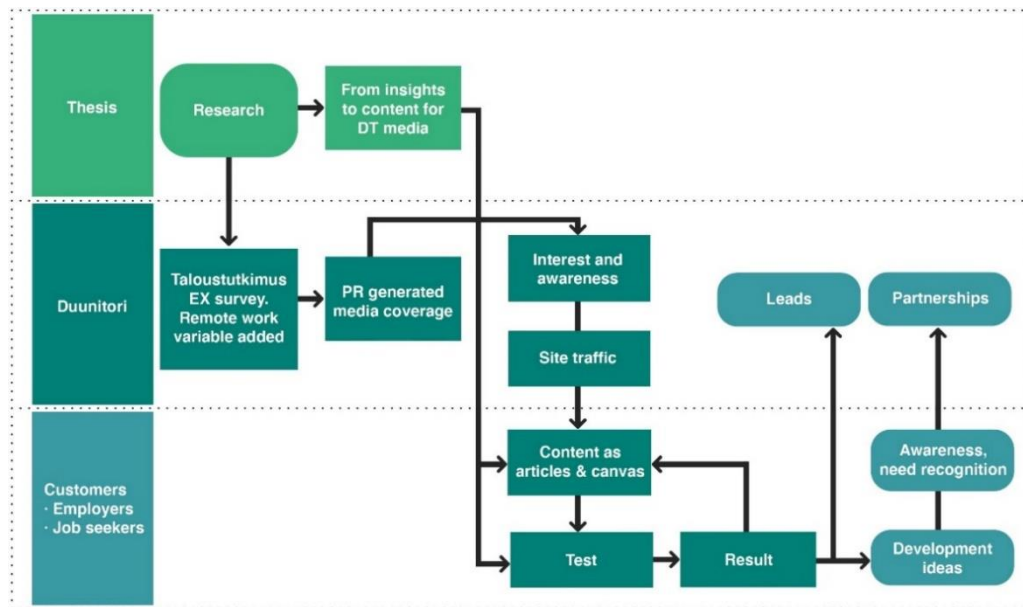 Thesis
Research
From insights
to content for
DT media
Duunitori
Taloustutkimus
EX survey.
Remote work
variable added
PR generated
media coverage
Interest and
awareness
Site traffic
Leads
Partnerships
Customers
· Employers
· Job seekers
Content as
articles & canvas
Test
Result
Awareness,
need recognition
Development
ideas